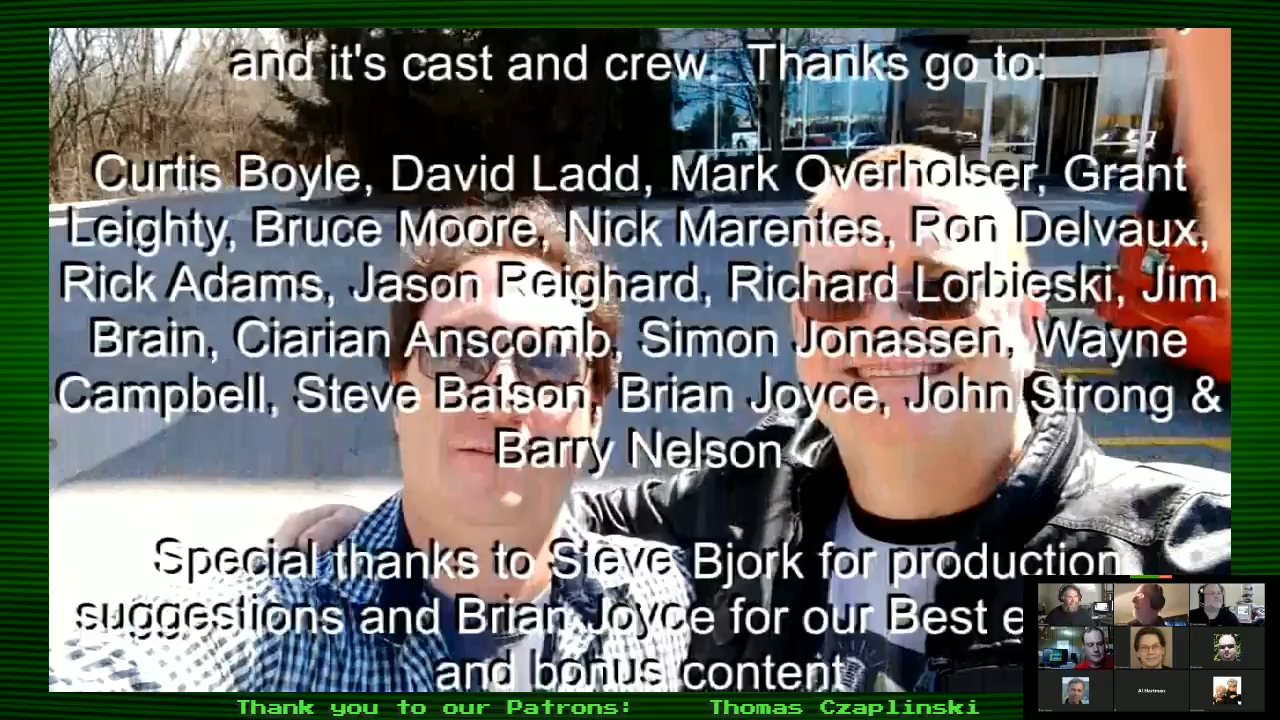 and it's cast and crew. Thanks go to:
Curtis Boyle, David Ladd, Mark Overholser, Grant
Leighty, Bruce Moore, Nick Marentes, Ron Delvaux,
Rick Adams, Jason Reighard, Richard Lorbieski, Jim
Brain, Ciarian Anscomb, Simon Jonassen, Wayne
Campbell, Steve Batson, Brian Joyce, John Strong &
Barry Nelson
Special thanks to Steve Bjork for production
suggestions and Brian Joyce for our Best e
and bonus content
Al Hartman
Thank you to our Patrons: Thomas Czaplinski